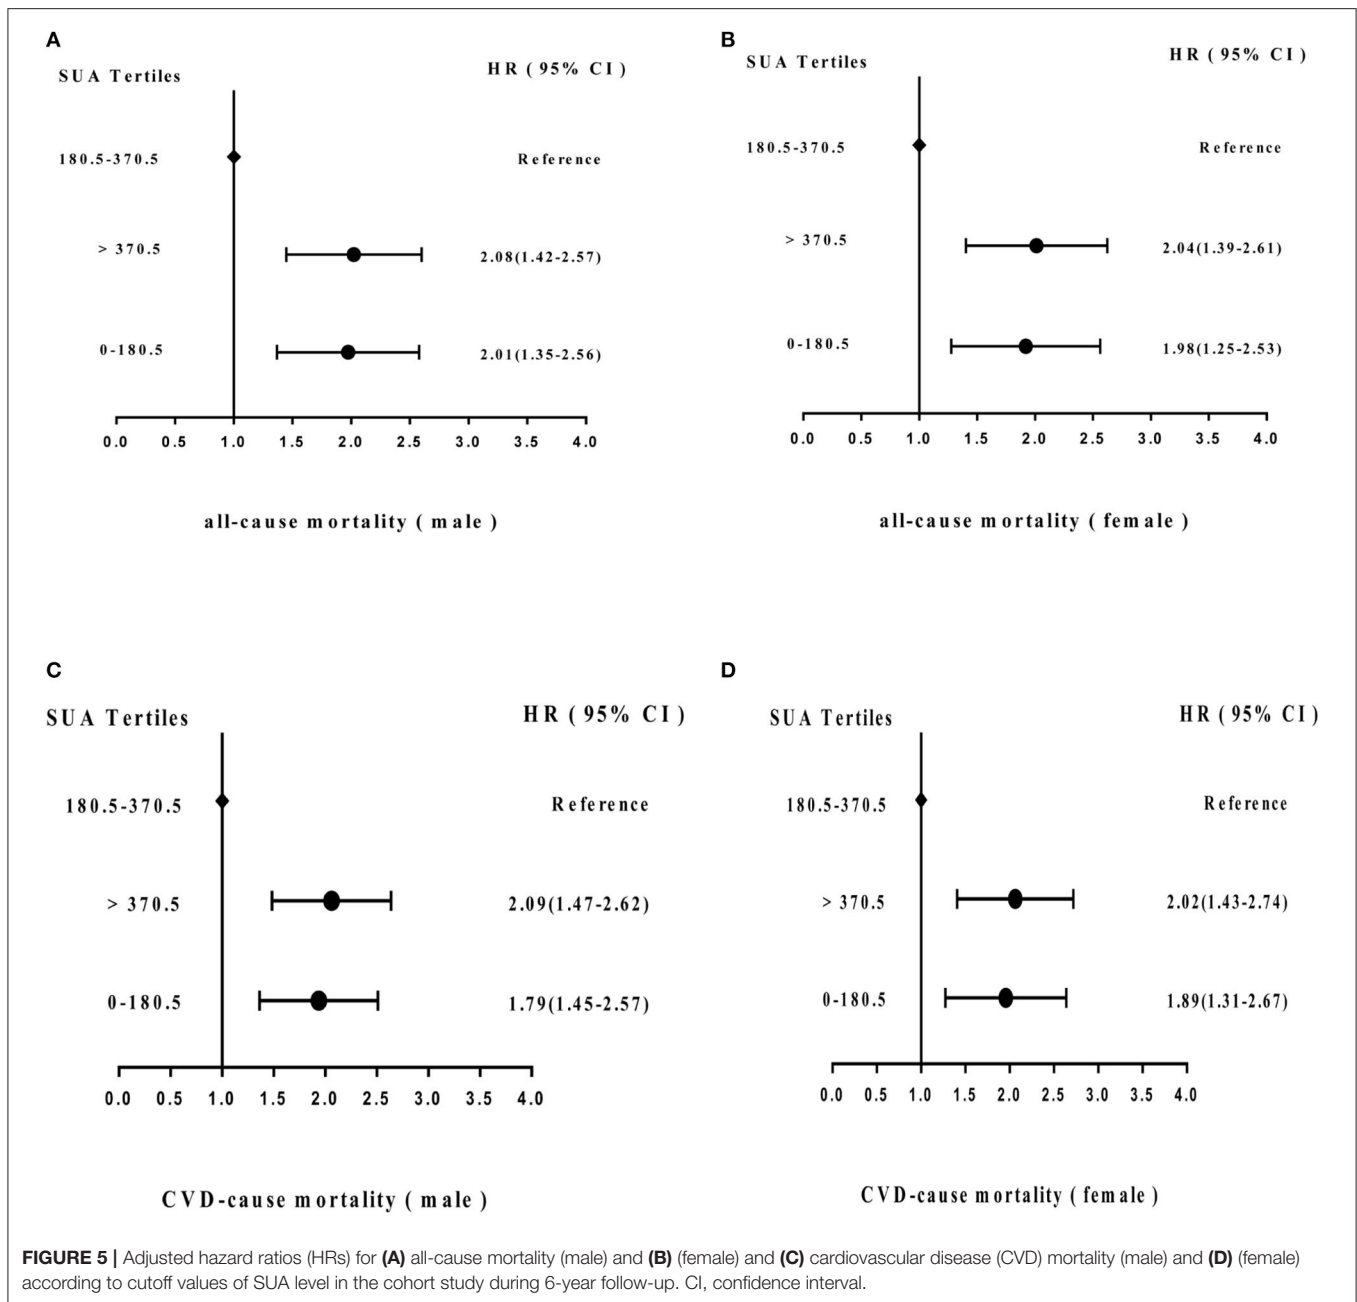 A
SUA Tertiles HR ( 95% CI )
180.5-370.5 Reference
> 370.5 2.08(1.42-2.57)
0-180.5 2.01(1.35-2.56)
0.0 0.5 1.0 1.5 2.0 2.5 3.0 3.5 4.0
all-cause mortality ( male )
B
SUA Tertiles HR ( 95% CI )
180.5-370.5 Reference
> 370.5 2.04(1.39-2.61)
0-180.5 1.98(1.25-2.53)
0.0 0.5 1.0 1.5 2.0 2.5 3.0 3.5 4.0
all-cause mortality ( female )
C
SUA Tertiles HR ( 95% CI )
180.5-370.5 Reference
> 370.5 2.09(1.47-2.62)
0-180.5 1.79(1.45-2.57)
0.0 0.5 1.0 1.5 2.0 2.5 3.0 3.5 4.0
CVD-cause mortality ( male )
D
SUA Tertiles HR ( 95% CI )
180.5-370.5 Reference
> 370.5 2.02(1.43-2.74)
0-180.5 1.89(1.31-2.67)
0.0 0.5 1.0 1.5 2.0 2.5 3.0 3.5 4.0
CVD-cause mortality ( female )
FIGURE 5 | Adjusted hazard ratios (HRs) for (A) all-cause mortality (male) and (B) (female) and (C) cardiovascular disease (CVD) mortality (male) and (D) (female)
according to cutoff values of SUA level in the cohort study during 6-year follow-up. CI, confidence interval.